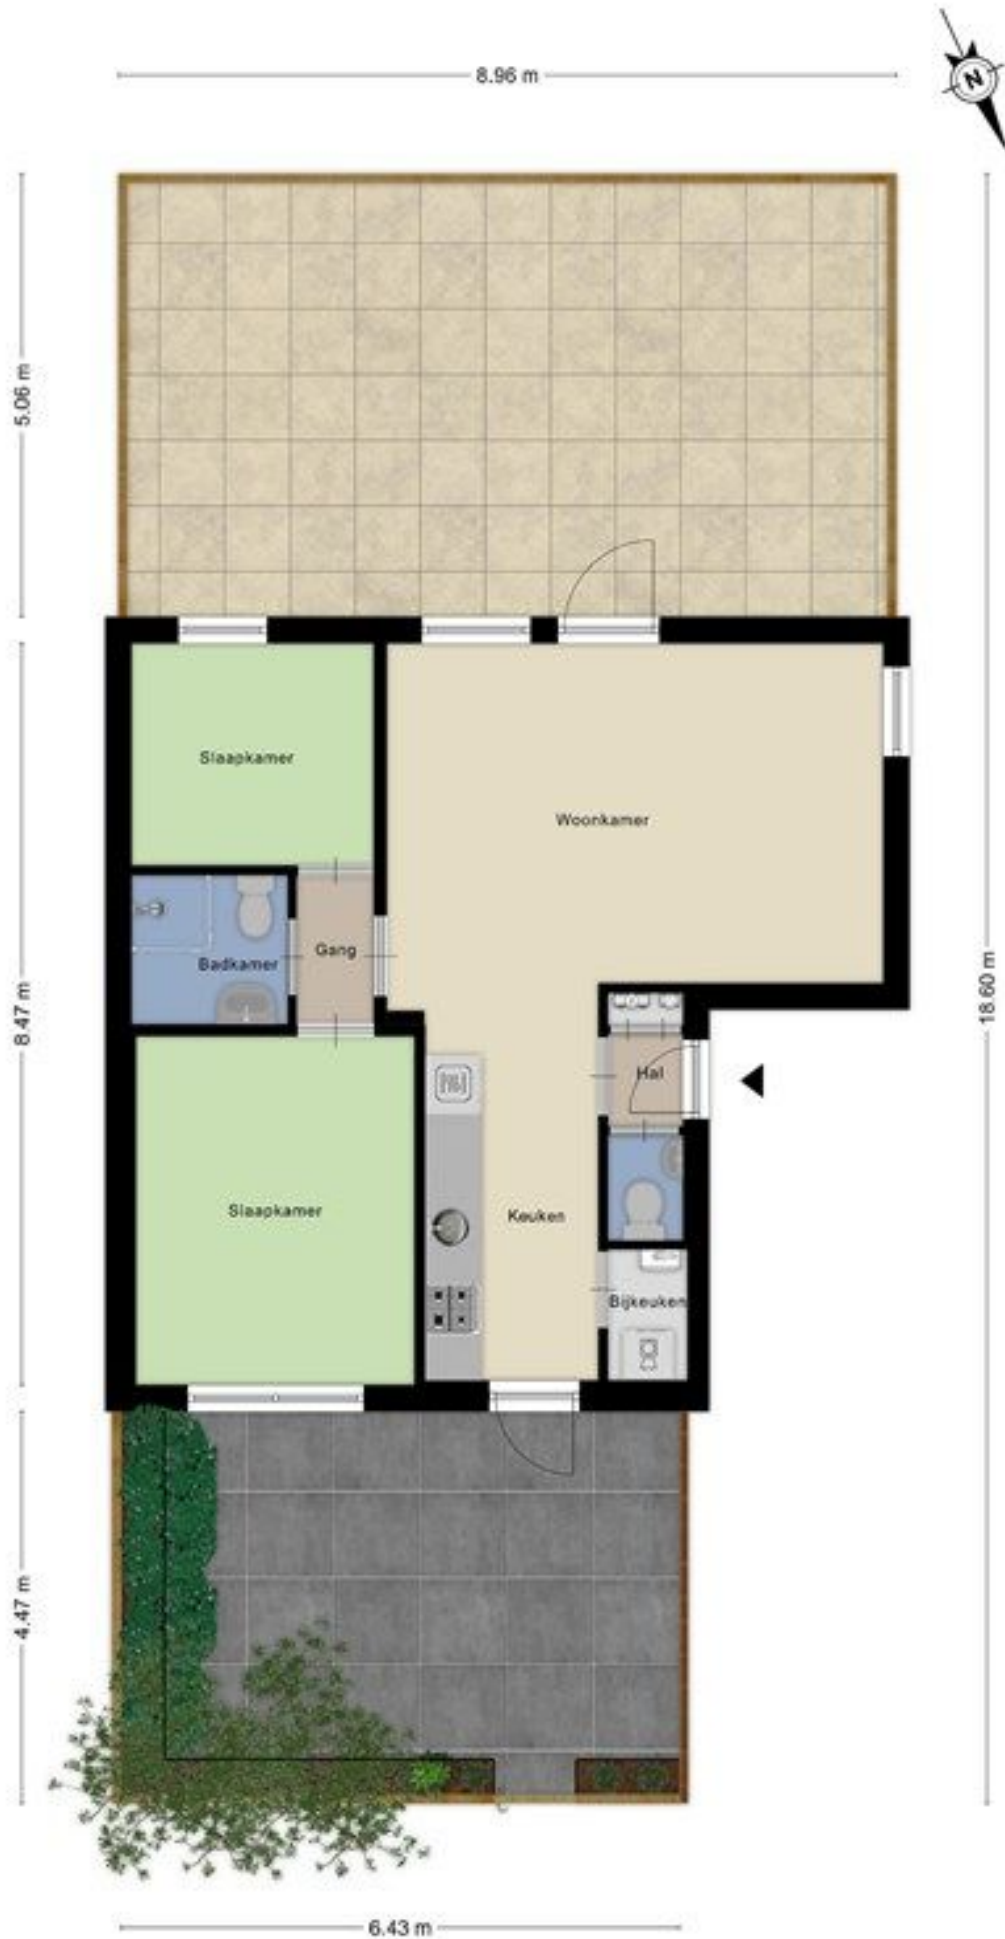 N
8.96 m
5.06 m
Slaapkamer
Woonkamer
Gang
Badkamer
8.47 m
18.60 m
Hal
Slaapkamer
Keuken
Bijkeuken
4.47 m
6.43 m